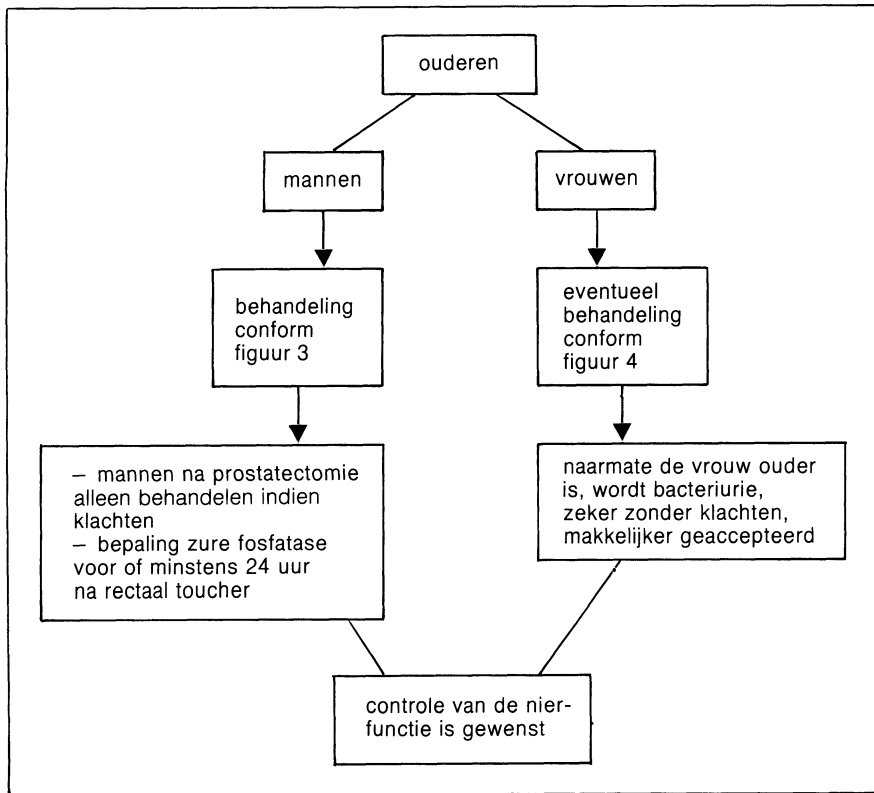 ouderen
mannen
vrouwen
behandeling
conform
figuur 3
eventueel
behandeling
conform
figuur 4
– mannen na prostatectomie
alleen behandelen indien
klachten
– bepaling zure fosfatase
voor of minstens 24 uur
na rectaal toucher
naarmate de vrouw ouder
is, wordt bacteriurie,
zeker zonder klachten,
makkelijker geaccepteerd
controle van de nier-
functie is gewenst